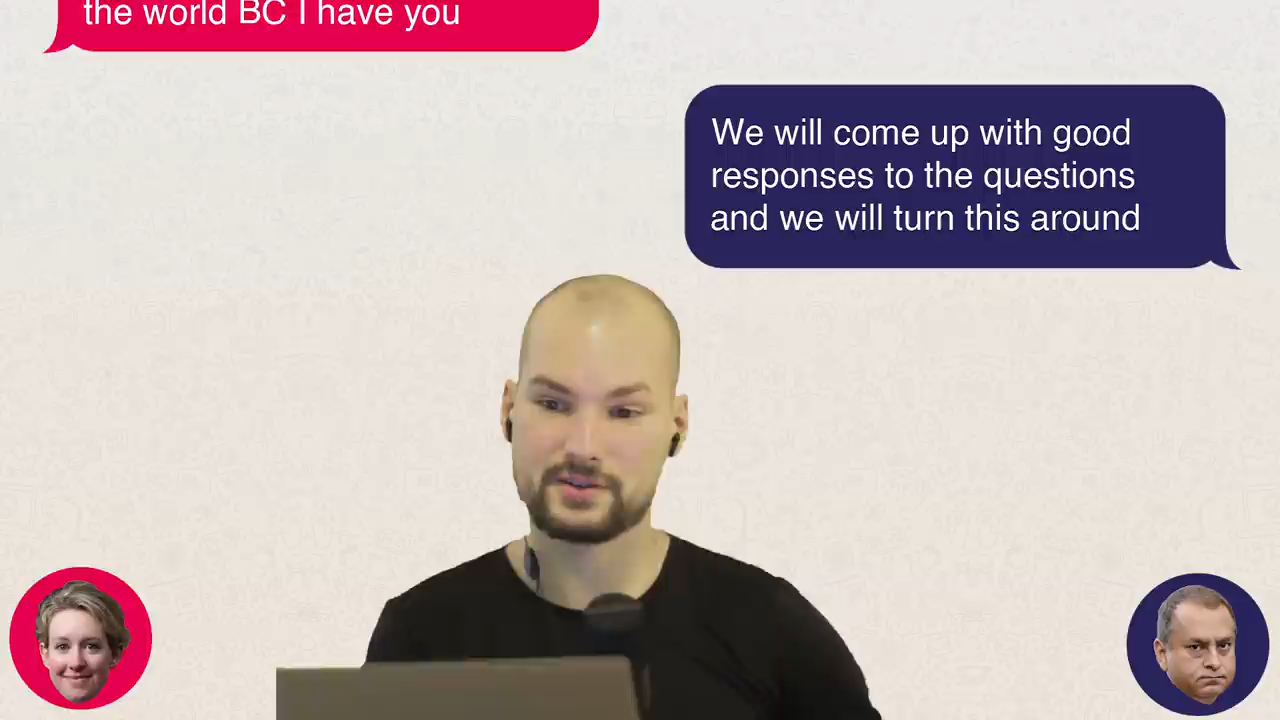 the world BC I have you
We will come up with good
responses to the questions
and we will turn this around